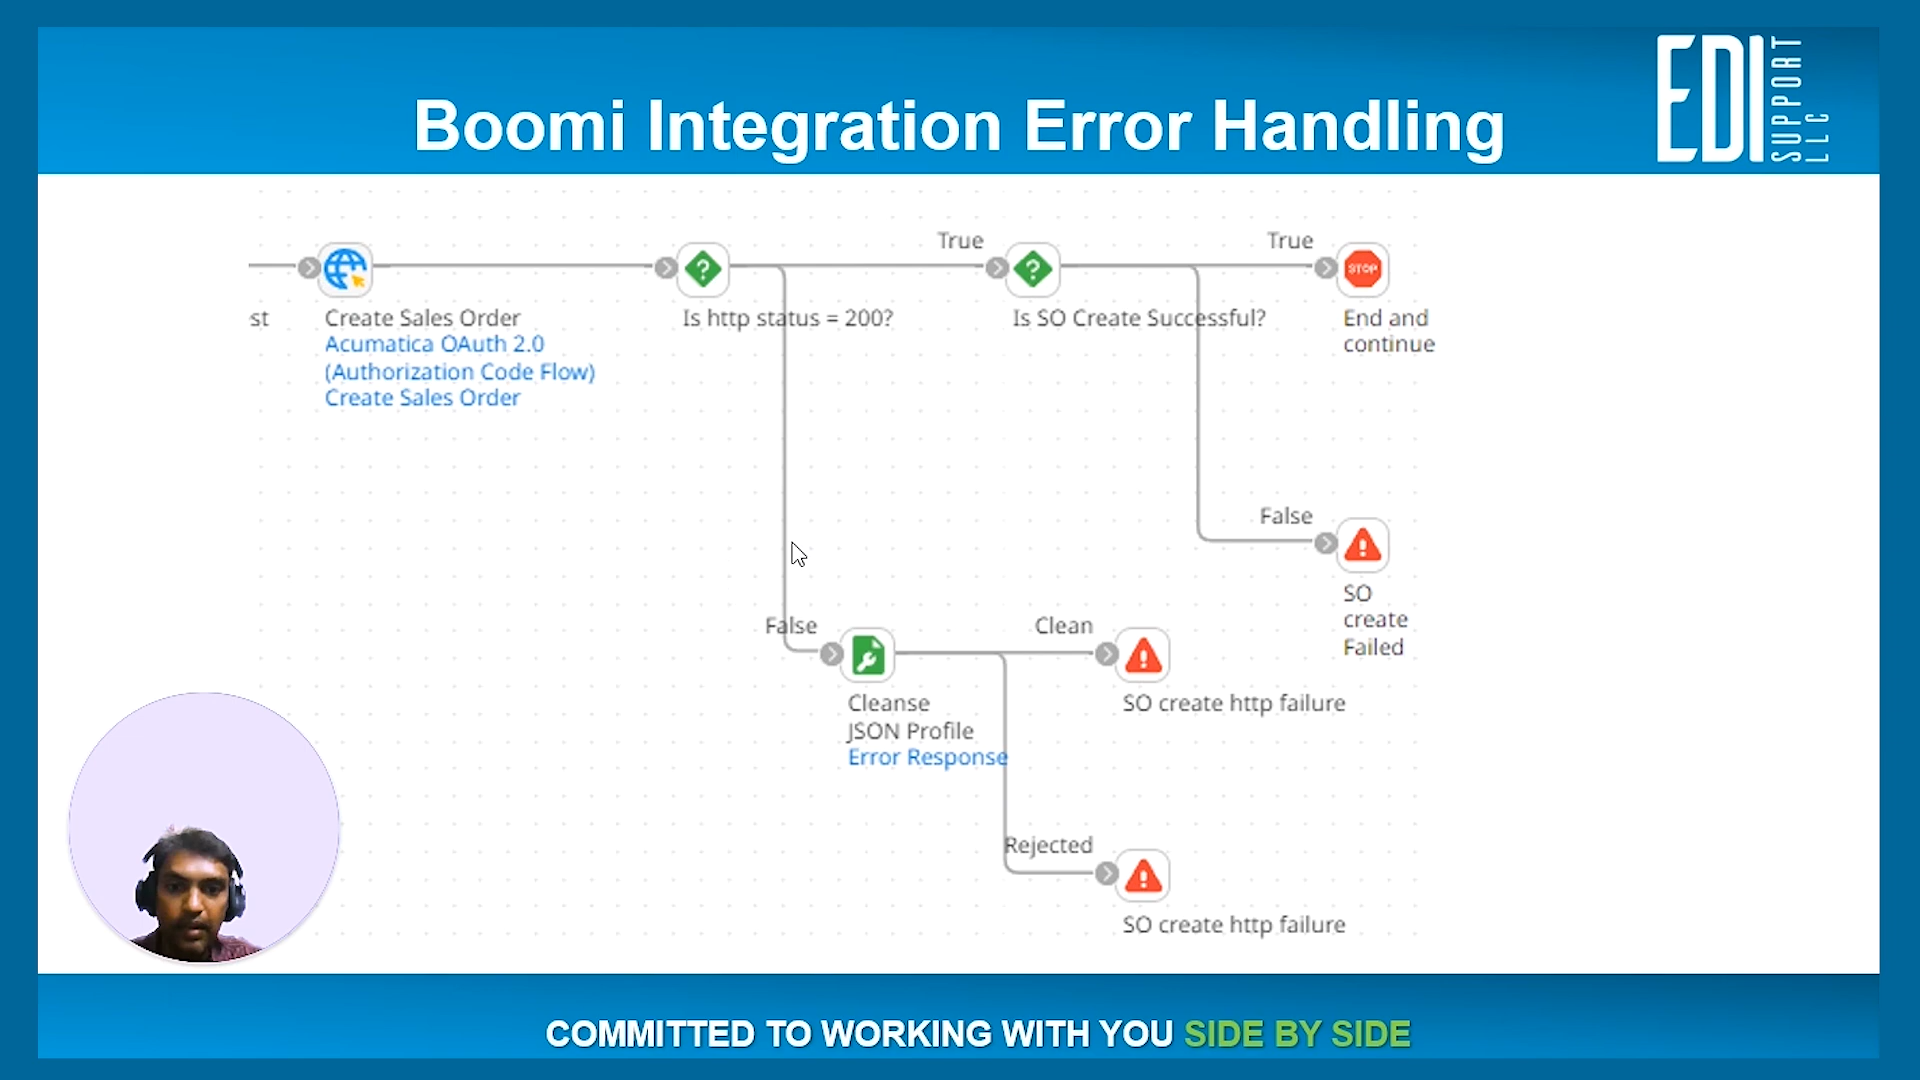 Boomi Integration Error Handling
EDI
SUPPORT
LLC
True
True
STOP
st
Create Sales Order
Acumatica OAuth 2.0
(Authorization Code Flow)
Create Sales Order
Is http status = 200?
Is SO Create Successful?
End and
continue
False
SO
create
Failed
False
Clean
Cleanse
JSON Profile
Error Response
SO create http failure
Rejected
SO create http failure
COMMITTED TO WORKING WITH YOU SIDE BY SIDE